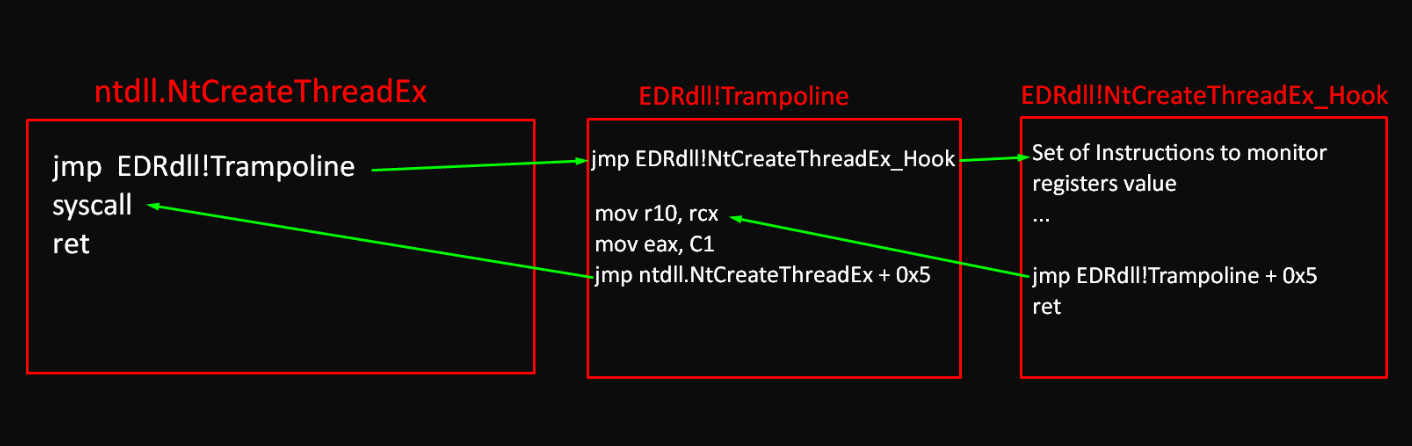 ntdll.NtCreateThreadEx
jmp EDRdll!Trampoline
syscall
ret
EDRdll!Trampoline
jmp EDRdll!NtCreateThreadEx_Hook
mov r10, rcx
mov eax, C1
jmp ntdll.NtCreateThreadEx + 0x5
EDRdll!NtCreateThreadEx_Hook
Set of Instructions to monitor
registers value
...
jmp EDRdll!Trampoline + 0x5
ret